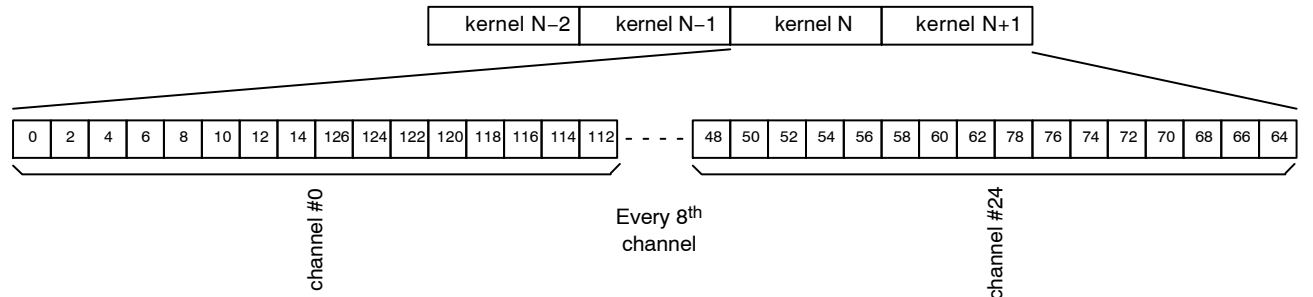 kernel N−2 kernel N−1 kernel N kernel N+1
0 2 4 6 8 10 12 14 126 124 122 120 118 116 114 112 - - - - 48 50 52 54 56 58 60 62 78 76 74 72 70 68 66 64
channel #0
Every 8th
channel
channel #24